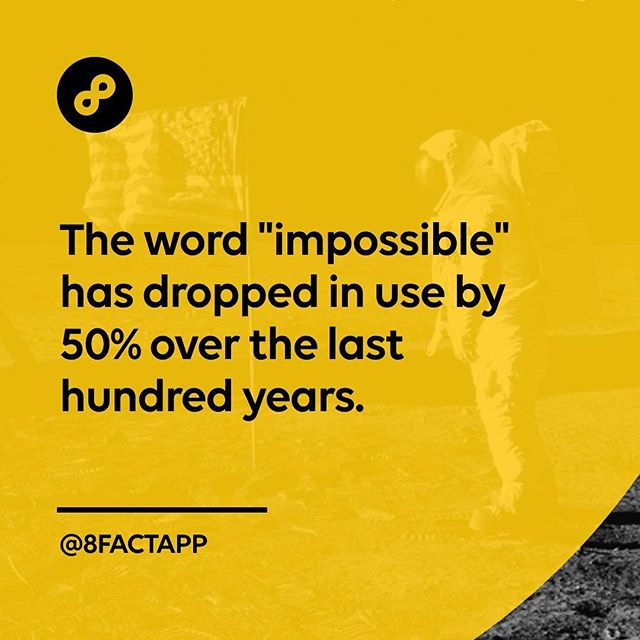 The word "impossible"
has dropped in use by
50% over the last
hundred years.
@8FACTAPP